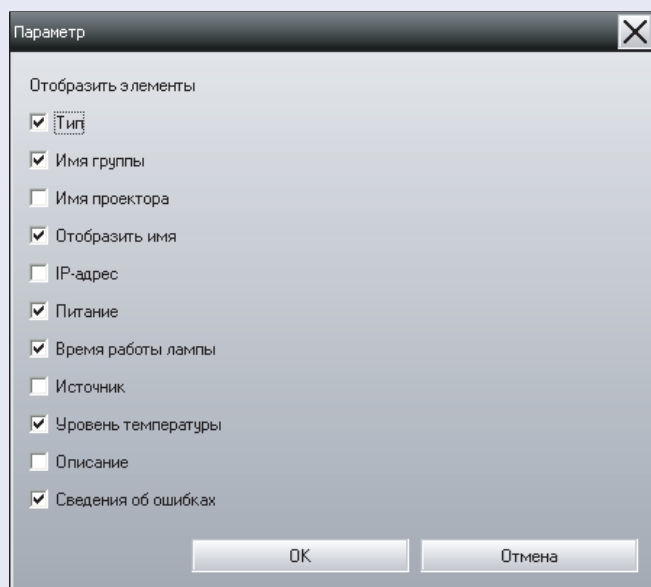 Параметр
Отобразить элементы
Тип
Имя группы
Имя проектора
Отобразить имя
IP-адрес
Питание
Время работы лампы
Источник
Уровень температуры
Описание
Сведения об ошибках
OK Отмена